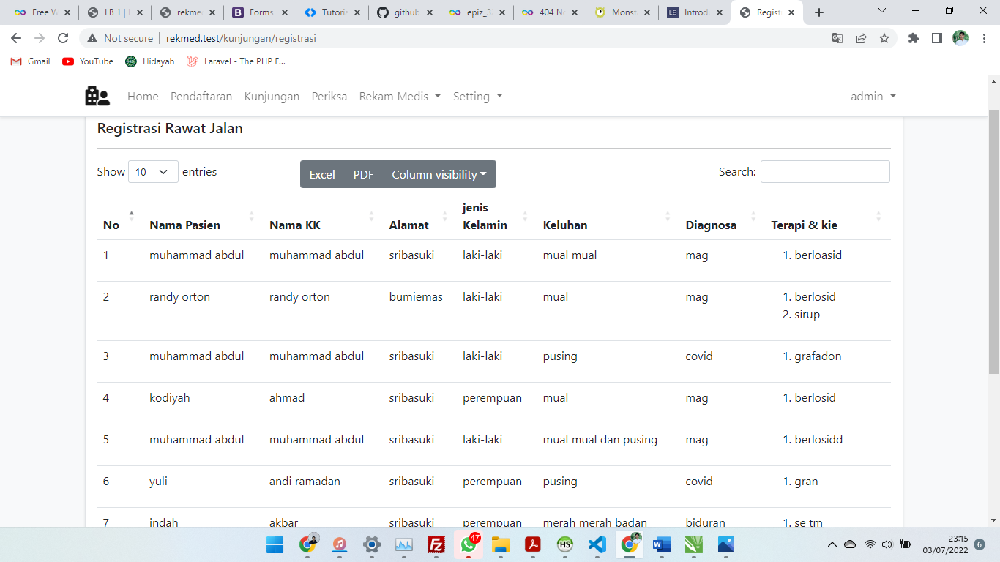 Free W
LB 1 |
rekme
Forms
Tutoria
github
epiz_3
404 No
Monst
Introd
Regist
Not secure
rekmed.test/kunjungan/registrasi
Gmail
YouTube
Hidayah
Laravel - The PHP F...
Home
Pendaftaran
Kunjungan
Periksa
Rekam Medis
Setting
admin
Registrasi Rawat Jalan
Show 10 entries
Excel PDF Column visibility
Search:
No Nama Pasien Nama KK Alamat jenis Kelamin Keluhan Diagnosa Terapi & kie
1 muhammad abdul muhammad abdul sribasuki laki-laki mual mual mag 1. berloasid
2 randy orton randy orton bumiemas laki-laki mual mag 1. berlosid
2. sirup
3 muhammad abdul muhammad abdul sribasuki laki-laki pusing covid 1. grafadon
4 kodiyah ahmad sribasuki perempuan mual mag 1. berlosid
5 muhammad abdul muhammad abdul sribasuki laki-laki mual mual dan pusing mag 1. berlosidd
6 yuli andi ramadan sribasuki perempuan pusing covid 1. gran
7 indah akbar sribasuki perempuan merah merah badan biduran 1. se tm
47
HS
23:15
03/07/2022
6